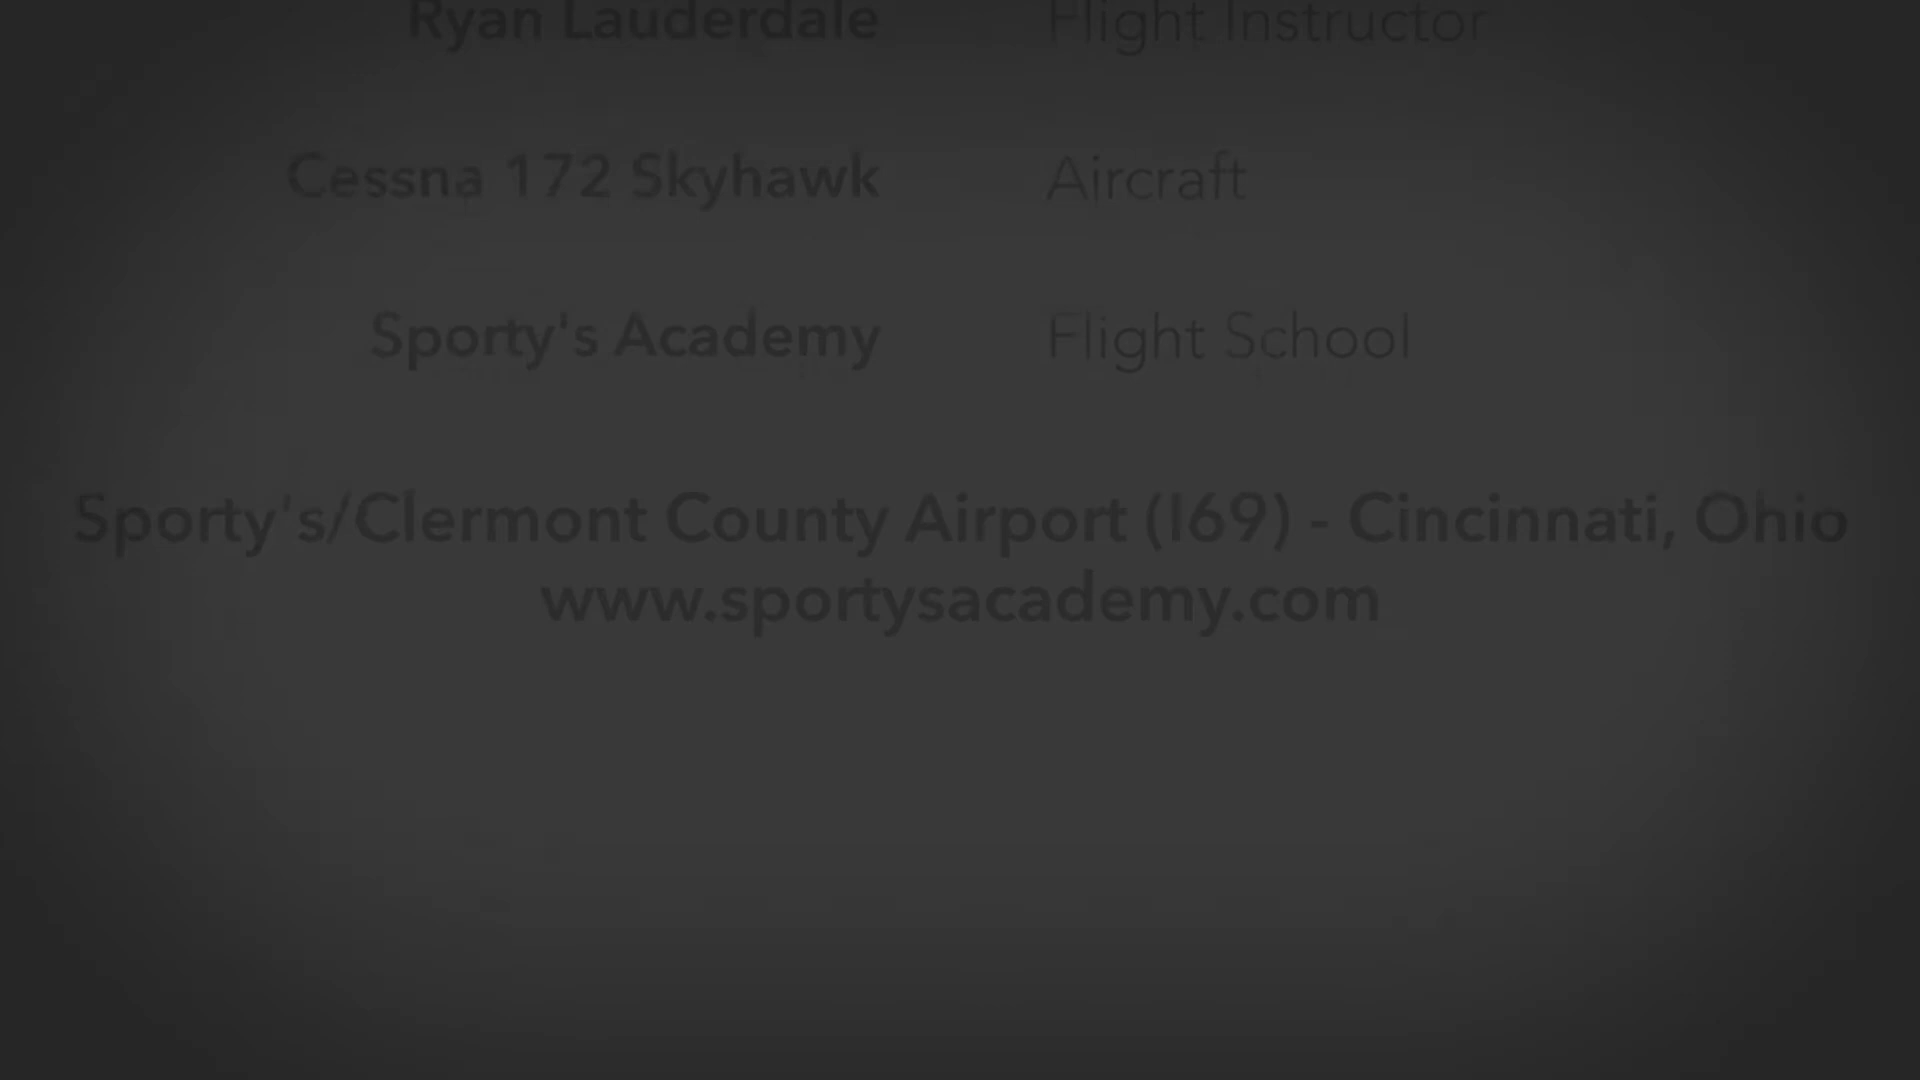 Ryan Lauderdale Flight Instructor
Cessna 172 Skyhawk Aircraft
Sporty's Academy Flight School
Sporty's/Clermont County Airport (I69) - Cincinnati, Ohio
www.sportysacademy.com